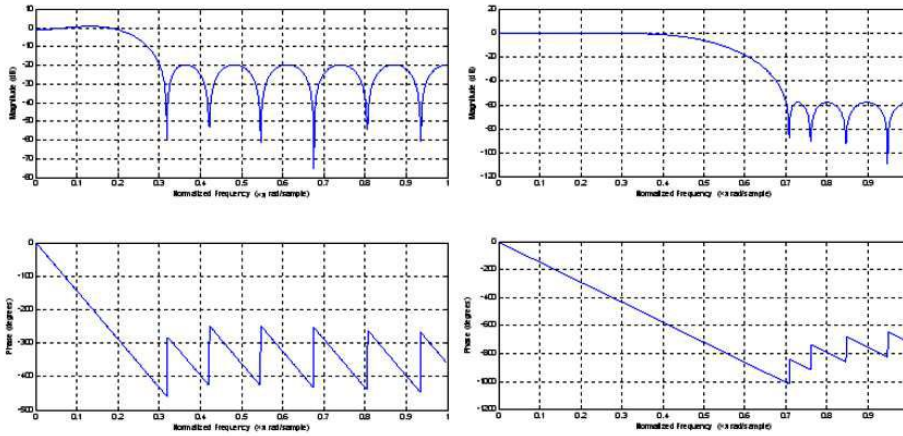 10
0
-10
-20
-30
-40
-50
-60
-70
-80
Magnitude (dB)
0 0.1 0.2 0.3 0.4 0.5 0.6 0.7 0.8 0.9 1
Normalized Frequency (×π rad/sample)
20
0
-20
-40
-60
-80
-100
-120
Magnitude (dB)
0 0.1 0.2 0.3 0.4 0.5 0.6 0.7 0.8 0.9
Normalized Frequency (×π rad/sample)
0
-100
-200
-300
-400
-500
Phase (degrees)
0 0.1 0.2 0.3 0.4 0.5 0.6 0.7 0.8 0.9 1
Normalized Frequency (×π rad/sample)
0
-200
-400
-600
-800
-1000
-1200
Phase (degrees)
0 0.1 0.2 0.3 0.4 0.5 0.6 0.7 0.8 0.9
Normalized Frequency (×π rad/sample)